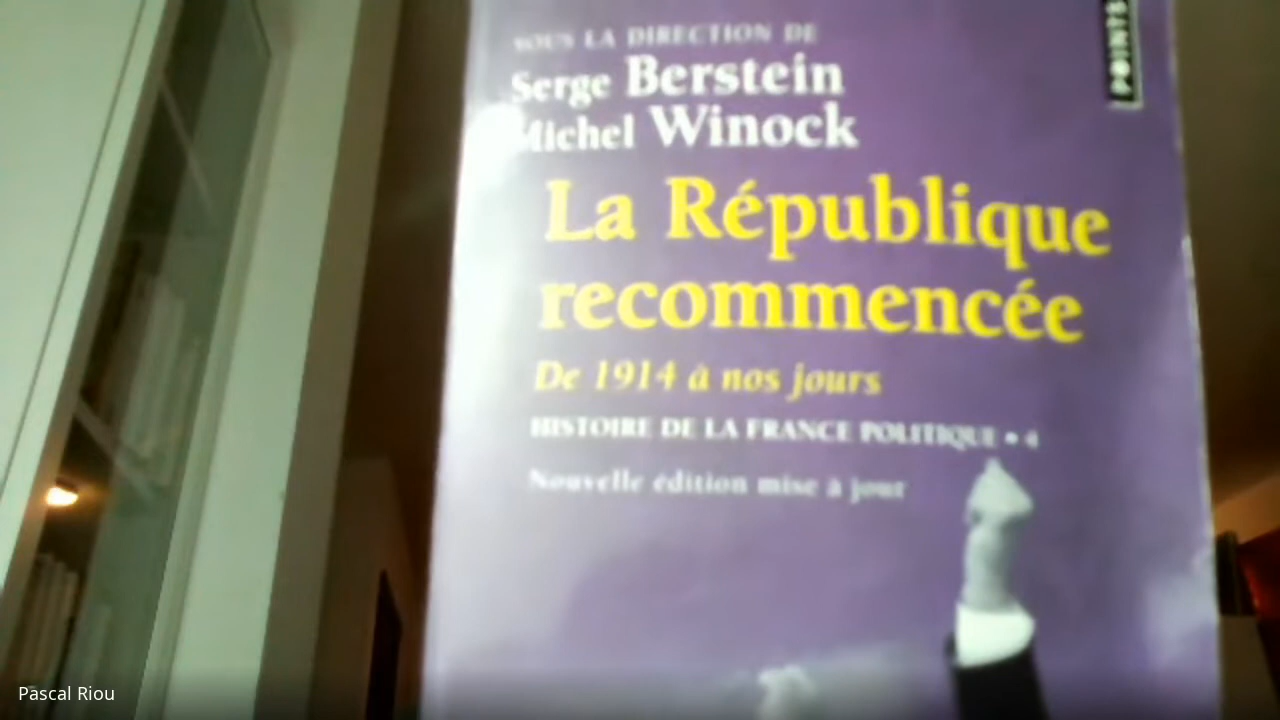 SOUS LA DIRECTION DE
Serge Berstein
Michel Winock
POINTS
La République
recommencée
De 1914 à nos jours
HISTOIRE DE LA FRANCE POLITIQUE • 4
Nouvelle édition mise à jour
Pascal Riou